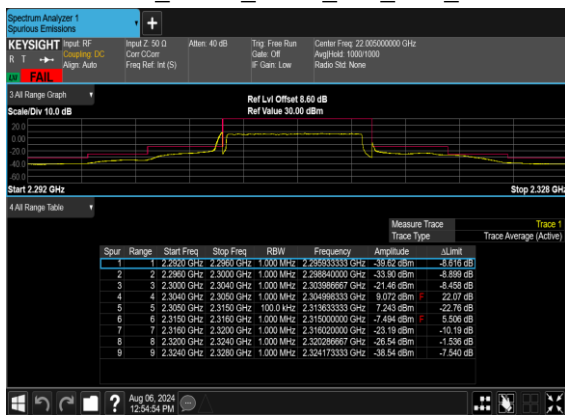 Spectrum Analyzer 1
Spurious Emissions
+
KEYSIGHT Input: RF Input Z: 50 Ω Atten: 40 dB Trig: Free Run Center Freq: 22.005000000 GHz
R T Coupling: DC Corr CCorr Gate: Off Avg|Hold: 1000/1000
Align: Auto Freq Ref: Int (S) IF Gain: Low Radio Std: None
FAIL
3 All Range Graph
Ref Lvl Offset 8.60 dB
Scale/Div 10.0 dB Ref Value 30.00 dBm
20.0
0.00
-20.0
-40.0
-60.0
Start 2.292 GHz Stop 2.328 GHz
4 All Range Table
Measure Trace Trace 1
Trace Type Trace Average (Active)
Spur Range Start Freq Stop Freq RBW Frequency Amplitude ΔLimit
1 1 2.2920 GHz 2.2960 GHz 1.000 MHz 2.295933333 GHz -39.62 dBm -8.616 dB
2 2 2.2960 GHz 2.3000 GHz 1.000 MHz 2.298840000 GHz -33.90 dBm -8.899 dB
3 3 2.3000 GHz 2.3040 GHz 1.000 MHz 2.303986667 GHz -21.46 dBm -8.458 dB
4 4 2.3040 GHz 2.3050 GHz 1.000 MHz 2.304998333 GHz 9.072 dBm F 22.07 dB
5 5 2.3050 GHz 2.3150 GHz 100.0 kHz 2.313633333 GHz 7.243 dBm -22.76 dB
6 6 2.3150 GHz 2.3160 GHz 1.000 MHz 2.315000000 GHz -7.494 dBm F 5.506 dB
7 7 2.3160 GHz 2.3200 GHz 1.000 MHz 2.316020000 GHz -23.19 dBm -10.19 dB
8 8 2.3200 GHz 2.3240 GHz 1.000 MHz 2.320286667 GHz -26.54 dBm -1.536 dB
9 9 2.3240 GHz 2.3280 GHz 1.000 MHz 2.324173333 GHz -38.54 dBm -7.540 dB
? Aug 06, 2024
12:54:54 PM